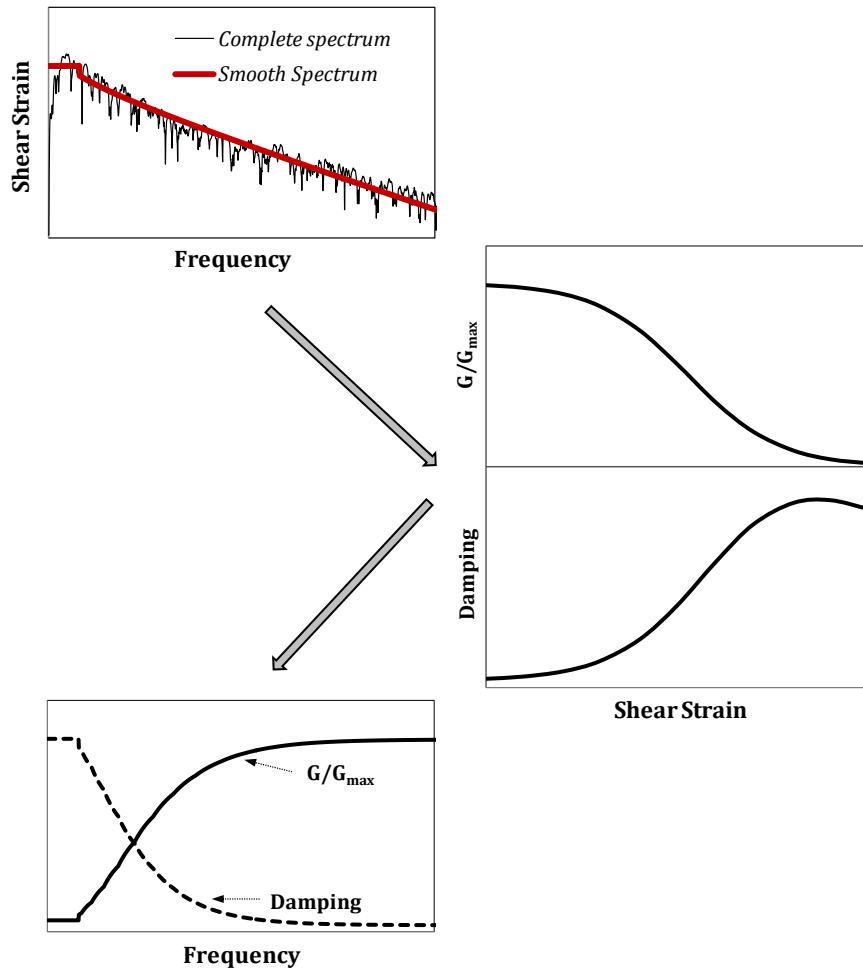 Complete spectrum
Smooth Spectrum
Shear Strain
Frequency
G/Gmax
Damping
Shear Strain
G/Gmax
Damping
Frequency